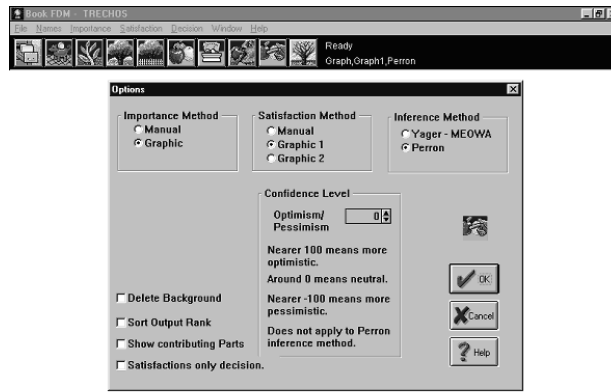 Book FDM - TRECHOS
File Names Importance Satisfaction Decision Window Help
Ready
Graph,Graph1,Perron
Options
Importance Method
Manual
Graphic
Satisfaction Method
Manual
Graphic 1
Graphic 2
Inference Method
Yager - MEOWA
Perron
Confidence Level
Optimism/
Pessimism
0
Nearer 100 means more
optimistic.
Around 0 means neutral.
Nearer -100 means more
pessimistic.
Does not apply to Perron
inference method.
Delete Background
Sort Output Rank
Show contributing Parts
Satisfactions only decision.
OK
Cancel
Help